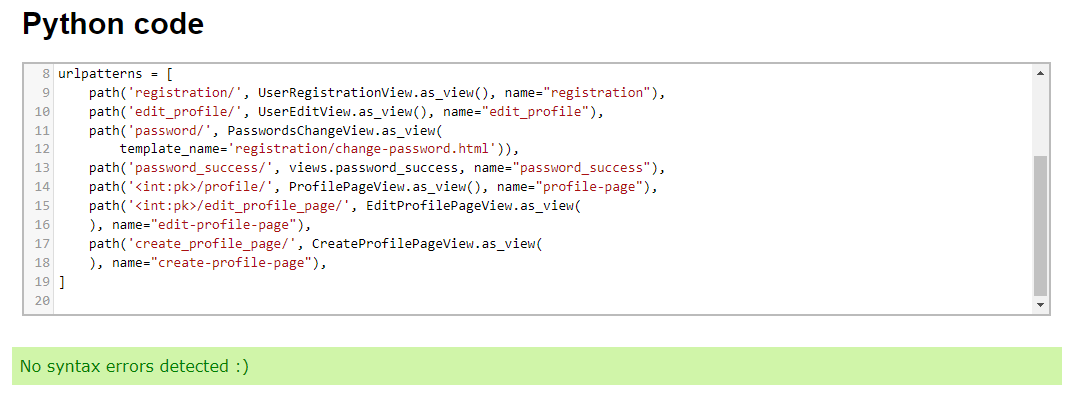 Python code
8 urlpatterns = [
9     path('registration/', UserRegistrationView.as_view(), name="registration"),
10     path('edit_profile/', UserEditView.as_view(), name="edit_profile"),
11     path('password/', PasswordsChangeView.as_view(
12         template_name='registration/change-password.html')),
13     path('password_success/', views.password_success, name="password_success"),
14     path('<int:pk>/profile/', ProfilePageView.as_view(), name="profile-page"),
15     path('<int:pk>/edit_profile_page/', EditProfilePageView.as_view(
16     ), name="edit-profile-page"),
17     path('create_profile_page/', CreateProfilePageView.as_view(
18     ), name="create-profile-page"),
19 ]
20
No syntax errors detected :)